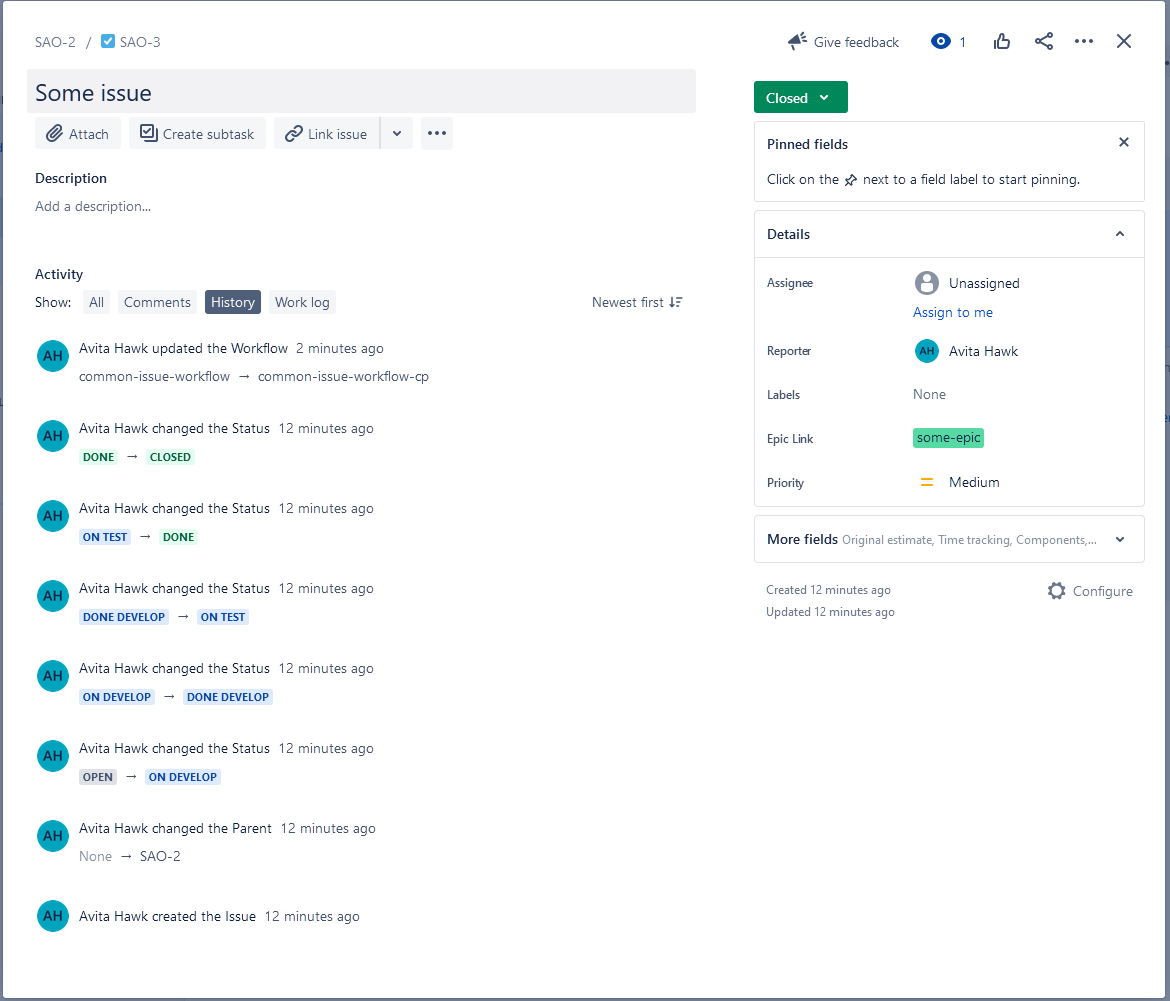 SAO-2 / SAO-3
Give feedback 1
Some issue
Attach Create subtask Link issue
Description
Add a description...
Activity
Show: All Comments History Work log Newest first
AH Avita Hawk updated the Workflow 2 minutes ago
common-issue-workflow → common-issue-workflow-cp
AH Avita Hawk changed the Status 12 minutes ago
DONE → CLOSED
AH Avita Hawk changed the Status 12 minutes ago
ON TEST → DONE
AH Avita Hawk changed the Status 12 minutes ago
DONE DEVELOP → ON TEST
AH Avita Hawk changed the Status 12 minutes ago
ON DEVELOP → DONE DEVELOP
AH Avita Hawk changed the Status 12 minutes ago
OPEN → ON DEVELOP
AH Avita Hawk changed the Parent 12 minutes ago
None → SAO-2
AH Avita Hawk created the Issue 12 minutes ago
Closed
Pinned fields
Click on the next to a field label to start pinning.
Details
Assignee Unassigned
Assign to me
Reporter AH Avita Hawk
Labels None
Epic Link some-epic
Priority Medium
More fields Original estimate, Time tracking, Components,...
Created 12 minutes ago Configure
Updated 12 minutes ago